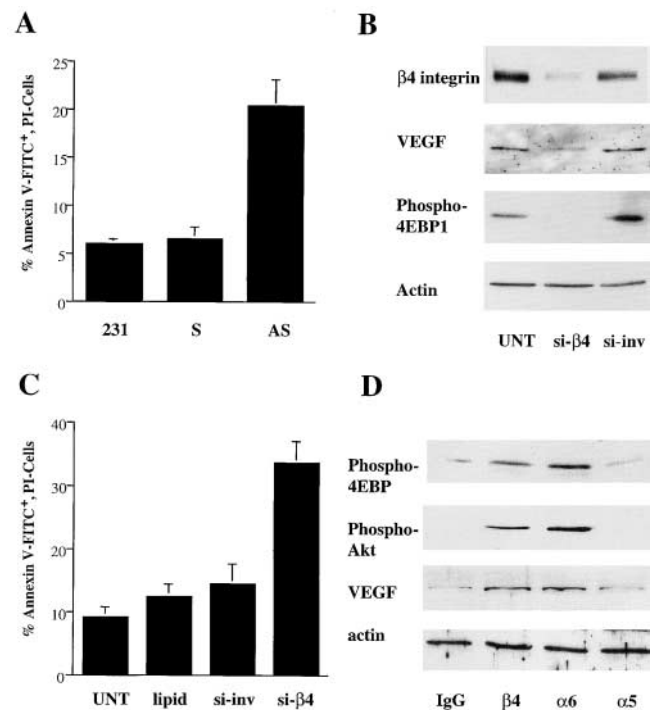 A
% Annexin V-FITC+, PI-Cells
25
20
15
10
5
0
231 S AS
B
β4 integrin
VEGF
Phospho-
4EBP1
Actin
UNT si-β4 si-inv
C
% Annexin V-FITC+, PI-Cells
40
30
20
10
0
UNT lipid si-inv si-β4
D
Phospho-
4EBP
Phospho-
Akt
VEGF
actin
IgG β4 α6 α5